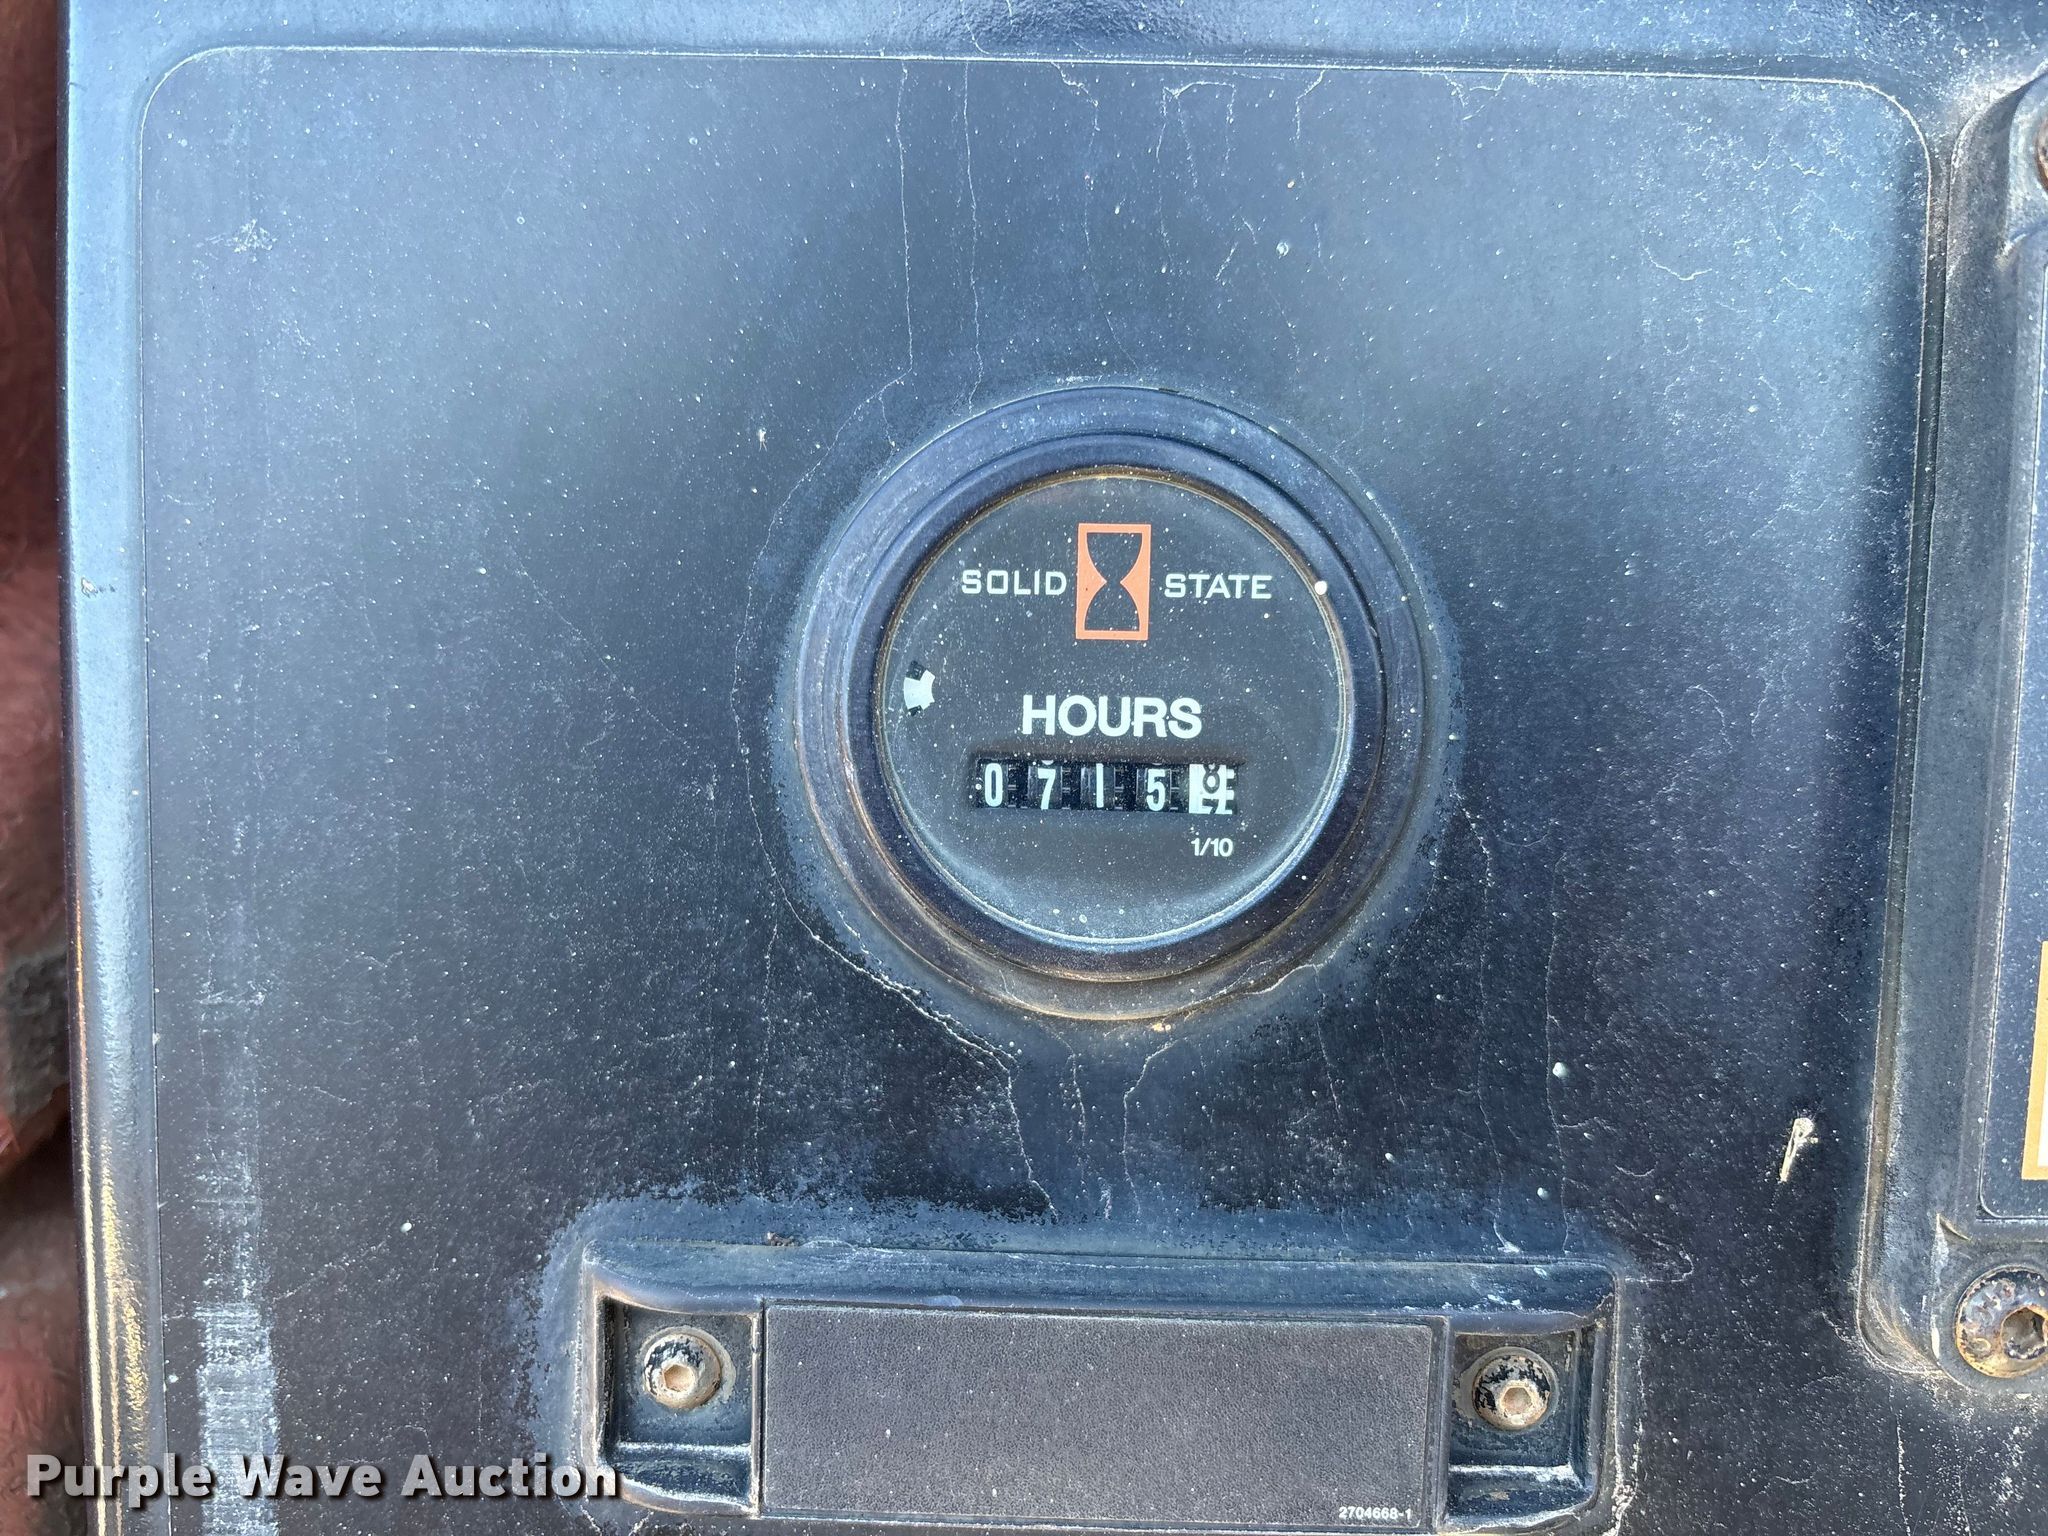 SOLID STATE
HOURS
0715
1/10
2704668-1
Purple Wave Auction